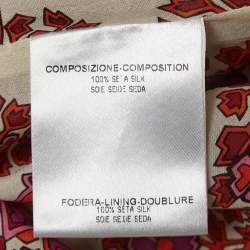 COMPOSIZIONE-COMPOSITION
100% SETA SILK
SOIE SEIDE SEDA
FODERA-LINING-DOUBLURE
100% SETA SILK
SOIE SEIDE SEDA